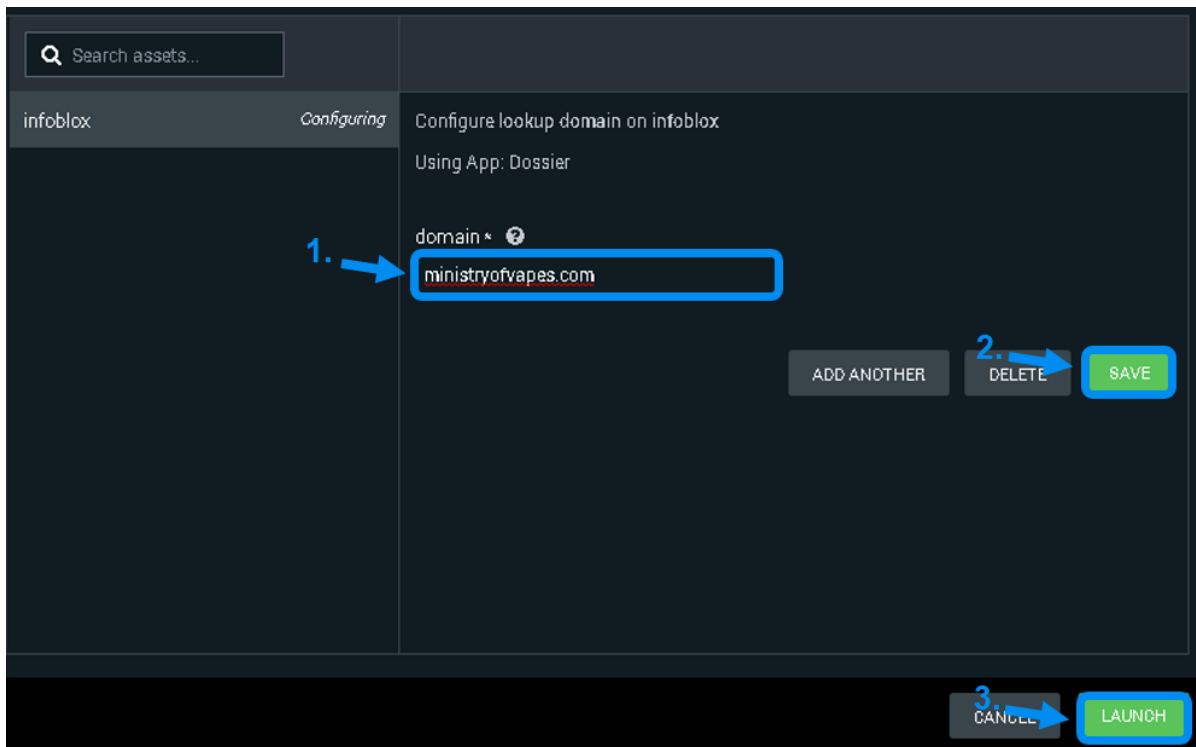 Search assets...
infoblox
Configuring
Configure lookup domain on infoblox
Using App: Dossier
domain * ?
1.
ministryofvapes.com
2.
ADD ANOTHER
DELETE
SAVE
3.
CANCEL
LAUNCH